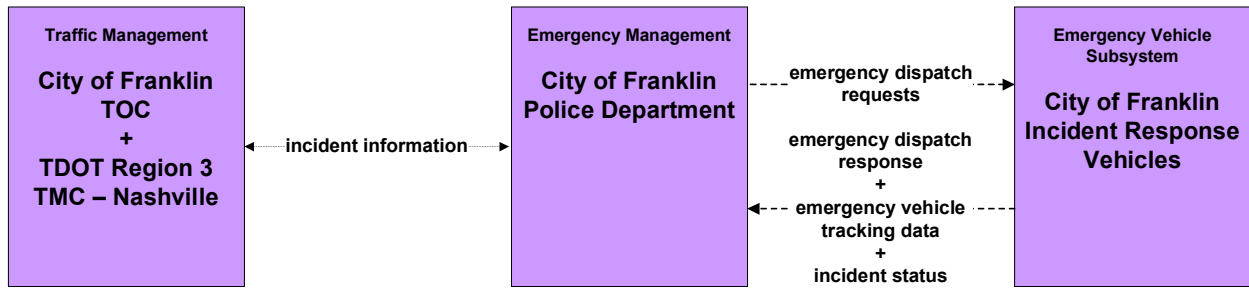 Traffic Management
City of Franklin
TOC
+
TDOT Region 3
TMC – Nashville
incident information
Emergency Management
City of Franklin
Police Department
emergency dispatch
requests
emergency dispatch
response
+
emergency vehicle
tracking data
+
incident status
Emergency Vehicle
Subsystem
City of Franklin
Incident Response
Vehicles